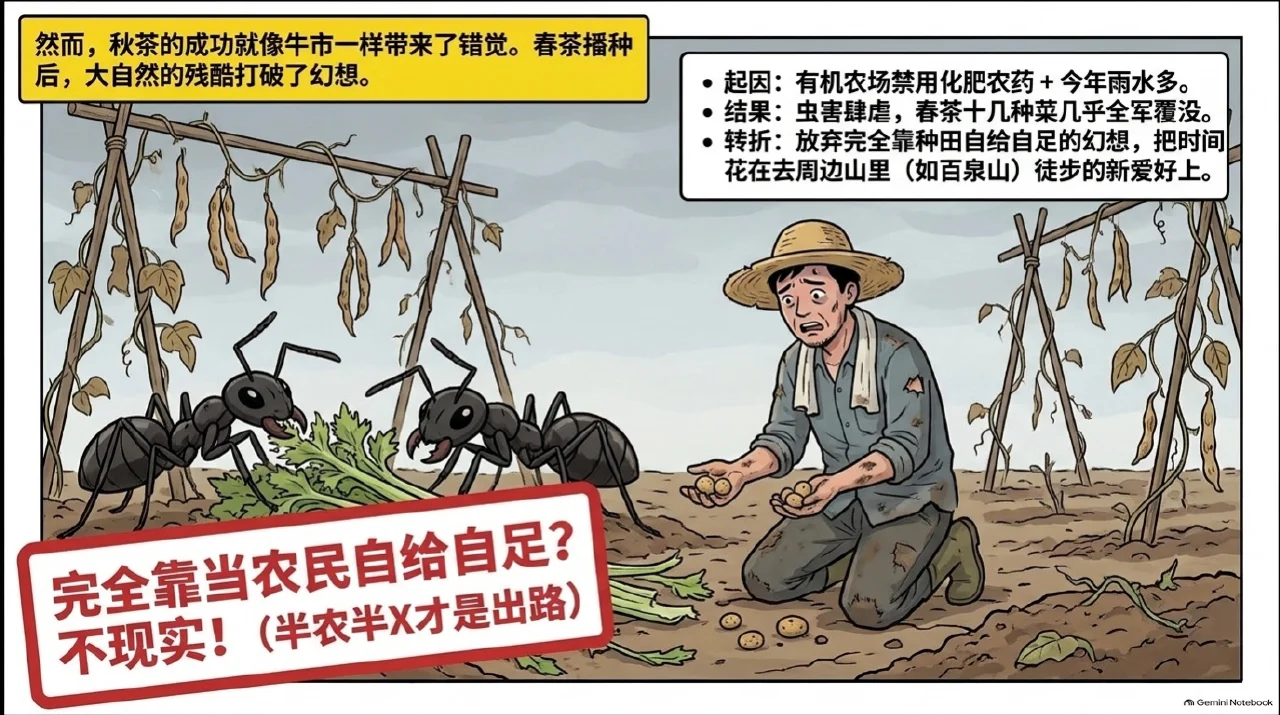 然而，秋茶的成功就像牛市一样带来了错觉。春茶播种
后，大自然的残酷打破了幻想。
• 起因：有机农场禁用化肥农药 + 今年雨水多。
• 结果：虫害肆虐，春茶十几种菜几乎全军覆没。
• 转折：放弃完全靠种田自给自足的幻想，把时间
花在去周边山里（如百泉山）徒步的新爱好上。
完全靠当农民自给自足？
不现实！（半农半X才是出路）
Gemini Notebook